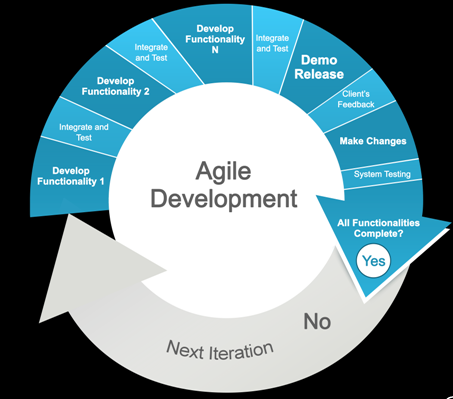 Develop
Functionality 1
Integrate and
Test
Develop
Functionality 2
Integrate
and Test
Develop
Functionality
N
Integrate
and Test
Demo
Release
Client's
Feedback
Make Changes
System Testing
All Functionalities
Complete?
Yes
No
Next Iteration
Agile
Development